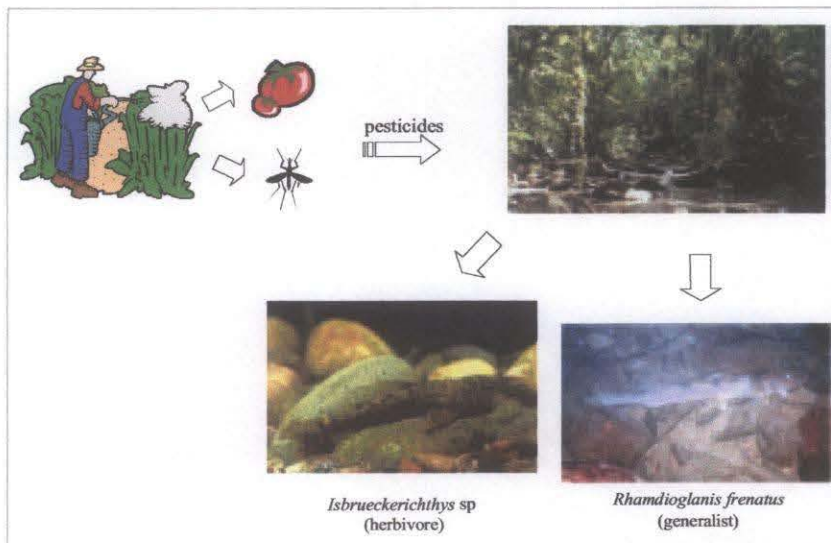 pesticides
Isbrueckerichthys sp
(herbivore)
Rhamdioglanis frenatus
(generalist)